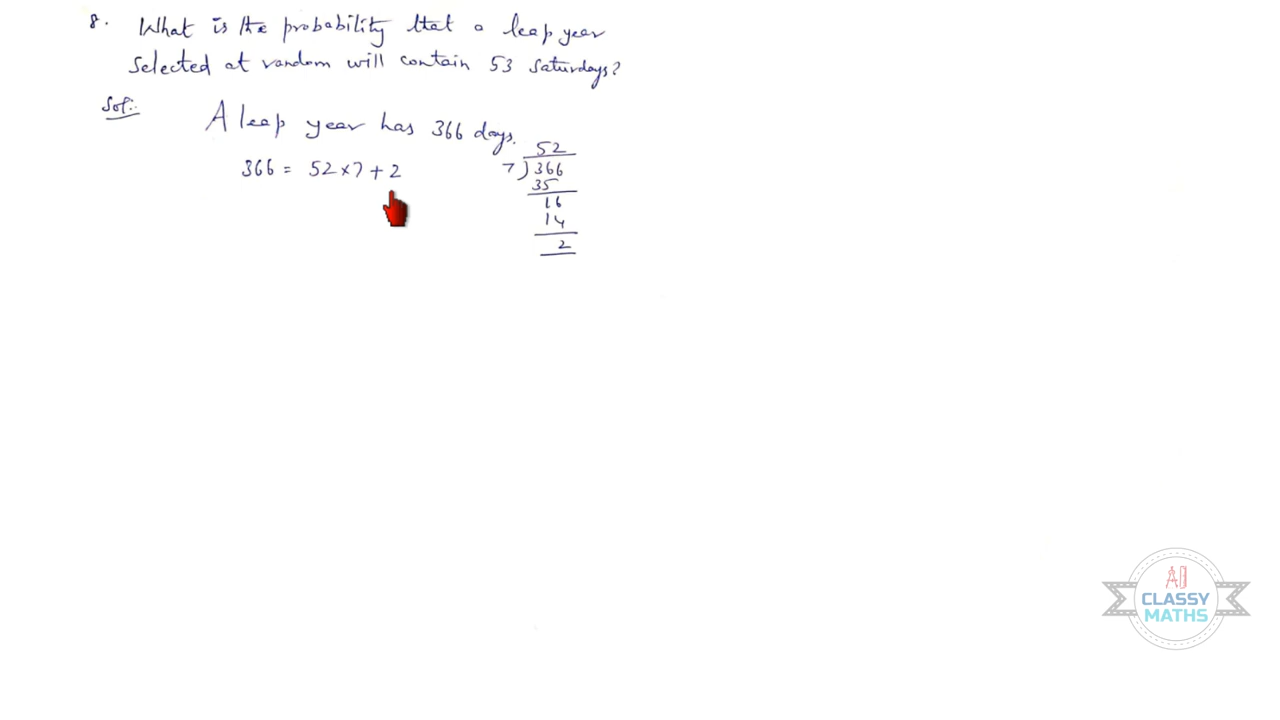 8. What is the probability that a leap year
selected at random will contain 53 Saturdays?
Sol:.
A leap year has 366 days.
366 = 52 × 7 + 2
52
7 ) 366
35
16
14
2
CLASSY
MATHS